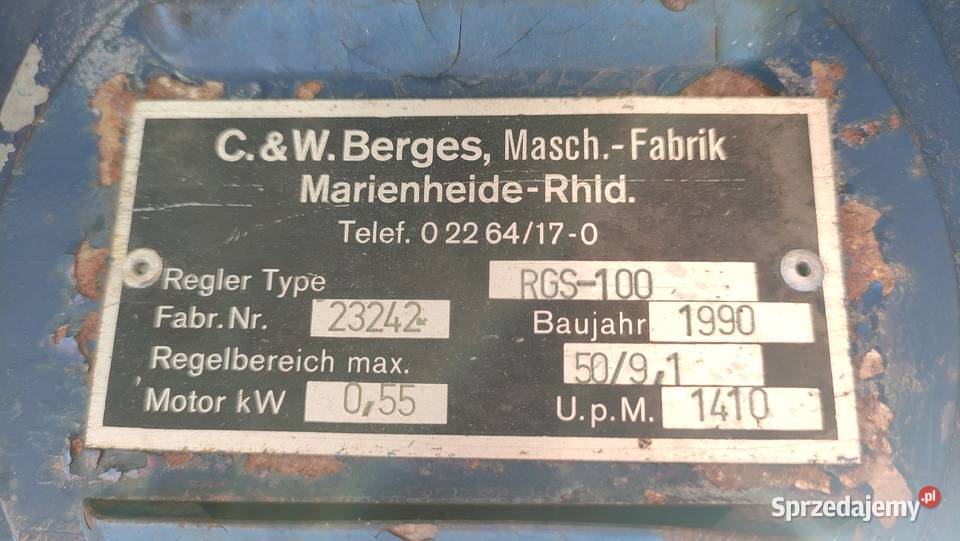 C. & W. Berges, Masch.-Fabrik
Marienheide-Rhld.
Telef. 0 22 64/17-0
Regler Type RGS-100
Fabr. Nr. 23242 Baujahr 1990
Regelbereich max. 50/9,1
Motor kW 0,55 U.p.M. 1410
Sprzedajemy.pl